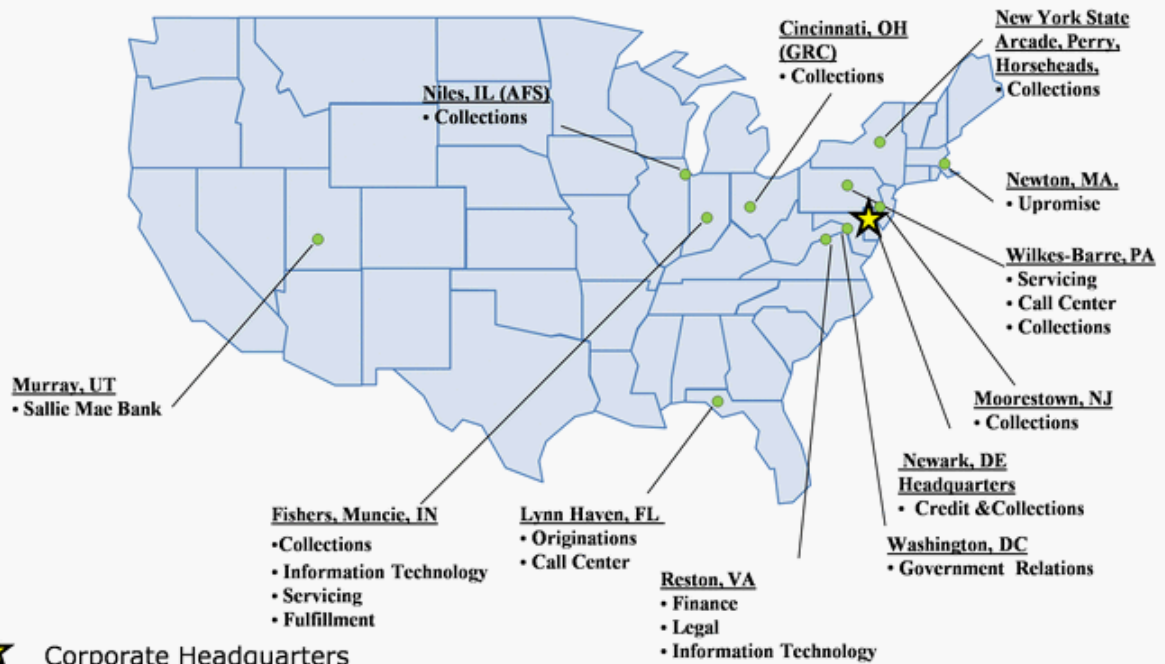 New York State
Arcade, Perry,
Horseheads,
• Collections
Cincinnati, OH
(GRC)
• Collections
Niles, IL (AFS)
• Collections
Newton, MA.
• Upromise
Wilkes-Barre, PA
• Servicing
• Call Center
• Collections
Murray, UT
• Sallie Mae Bank
Moorestown, NJ
• Collections
Newark, DE
Headquarters
• Credit &Collections
Fishers, Muncie, IN
•Collections
• Information Technology
• Servicing
• Fulfillment
Lynn Haven, FL
• Originations
• Call Center
Washington, DC
• Government Relations
Reston, VA
• Finance
• Legal
• Information Technology
Corporate Headquarters